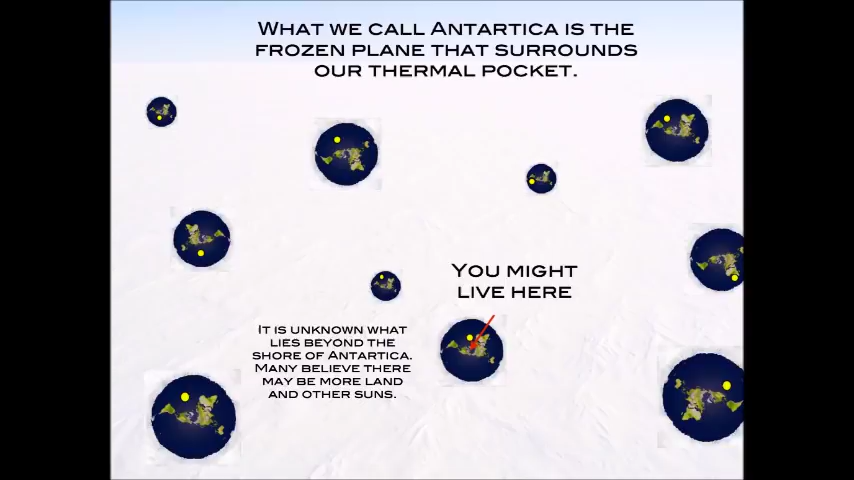 What we call Antartica is the
frozen plane that surrounds
our thermal pocket.
You might
live here
It is unknown what
lies beyond the
shore of Antartica.
Many believe there
may be more land
and other suns.